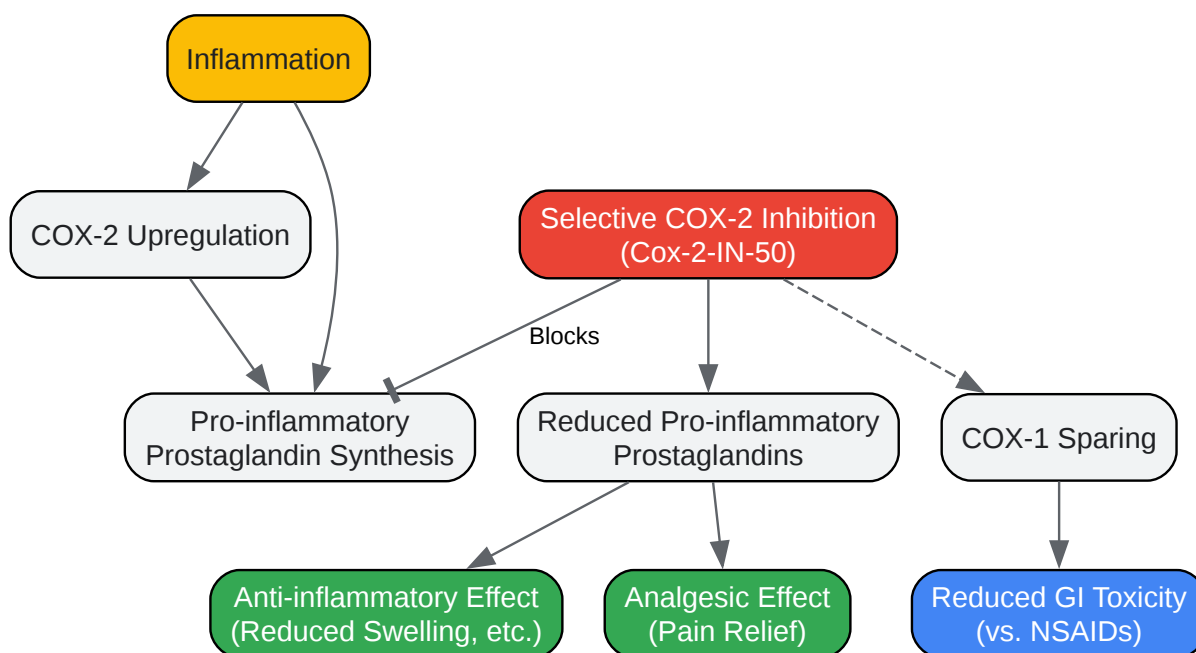 Inflammation
COX-2 Upregulation
Selective COX-2 Inhibition
(Cox-2-IN-50)
Blocks
Pro-inflammatory
Prostaglandin Synthesis
Reduced Pro-inflammatory
Prostaglandins
COX-1 Sparing
Anti-inflammatory Effect
(Reduced Swelling, etc.)
Analgesic Effect
(Pain Relief)
Reduced GI Toxicity
(vs. NSAIDs)